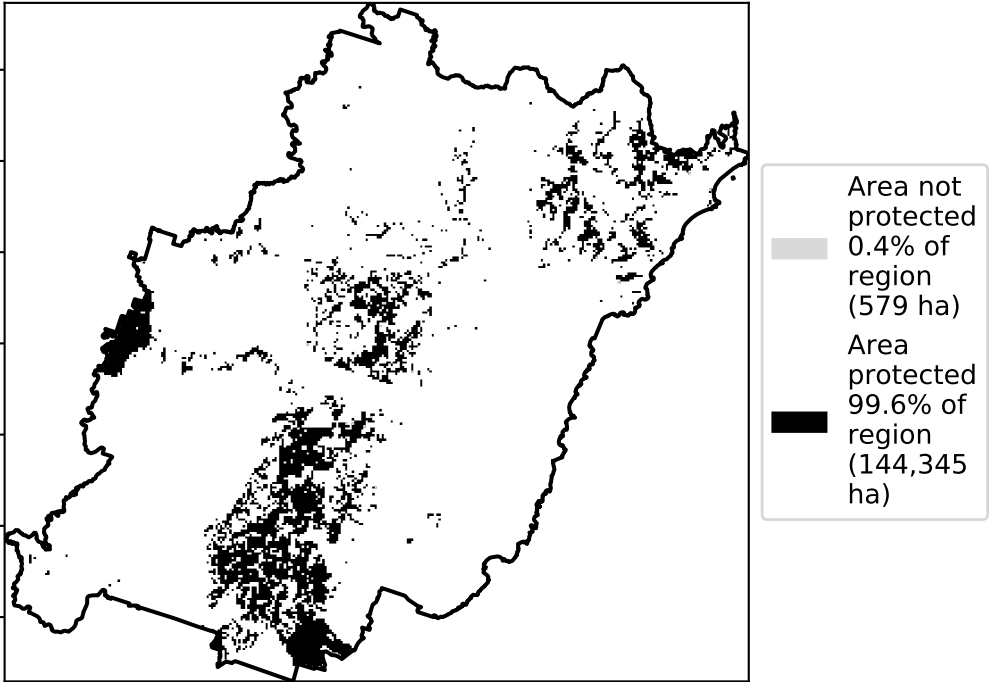 Area not
protected
0.4% of
region
(579 ha)
Area
protected
99.6% of
region
(144,345
ha)